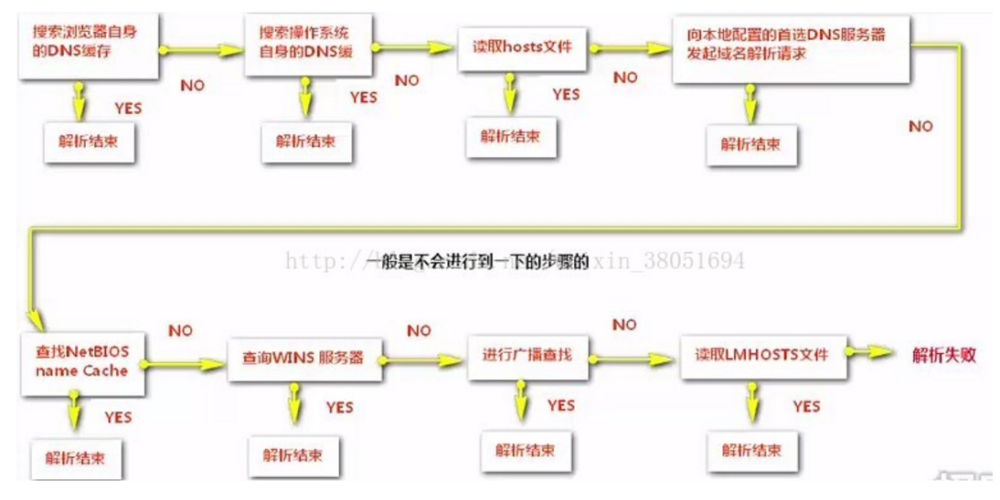 搜索浏览器自身
的DNS缓存
NO
YES
解析结束
搜索操作系统
自身的DNS缓
NO
YES
解析结束
读取hosts文件
NO
YES
解析结束
向本地配置的首选DNS服务器
发起域名解析请求
NO
解析结束
一般是不会进行到一下的步骤的
查找NetBIOS
name Cache
NO
YES
解析结束
查询WINS 服务器
NO
YES
解析结束
进行广播查找
NO
YES
解析结束
读取LMHOSTS文件
YES
解析结束
解析失败